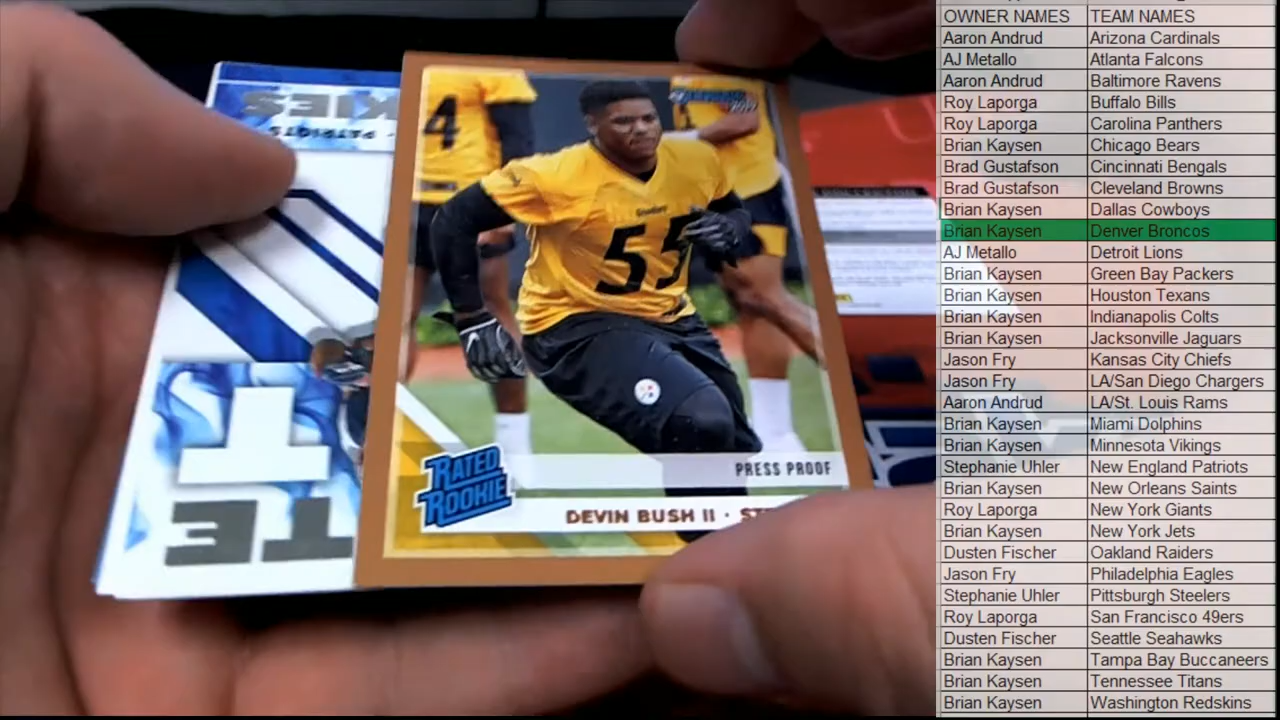 OWNER NAMES TEAM NAMES
Aaron Andrud Arizona Cardinals
AJ Metallo Atlanta Falcons
Aaron Andrud Baltimore Ravens
Roy Laporga Buffalo Bills
Roy Laporga Carolina Panthers
Brian Kaysen Chicago Bears
Brad Gustafson Cincinnati Bengals
Brad Gustafson Cleveland Browns
Brian Kaysen Dallas Cowboys
Brian Kaysen Denver Broncos
AJ Metallo Detroit Lions
Brian Kaysen Green Bay Packers
Brian Kaysen Houston Texans
Brian Kaysen Indianapolis Colts
Brian Kaysen Jacksonville Jaguars
Jason Fry Kansas City Chiefs
Jason Fry LA/San Diego Chargers
Aaron Andrud LA/St. Louis Rams
Brian Kaysen Miami Dolphins
Brian Kaysen Minnesota Vikings
Stephanie Uhler New England Patriots
Brian Kaysen New Orleans Saints
Roy Laporga New York Giants
Brian Kaysen New York Jets
Dusten Fischer Oakland Raiders
Jason Fry Philadelphia Eagles
Stephanie Uhler Pittsburgh Steelers
Roy Laporga San Francisco 49ers
Dusten Fischer Seattle Seahawks
Brian Kaysen Tampa Bay Buccaneers
Brian Kaysen Tennessee Titans
Brian Kaysen Washington Redskins
PATRIOTS
4
Steelers
55
RATED
ROOKIE
PRESS PROOF
DEVIN BUSH II